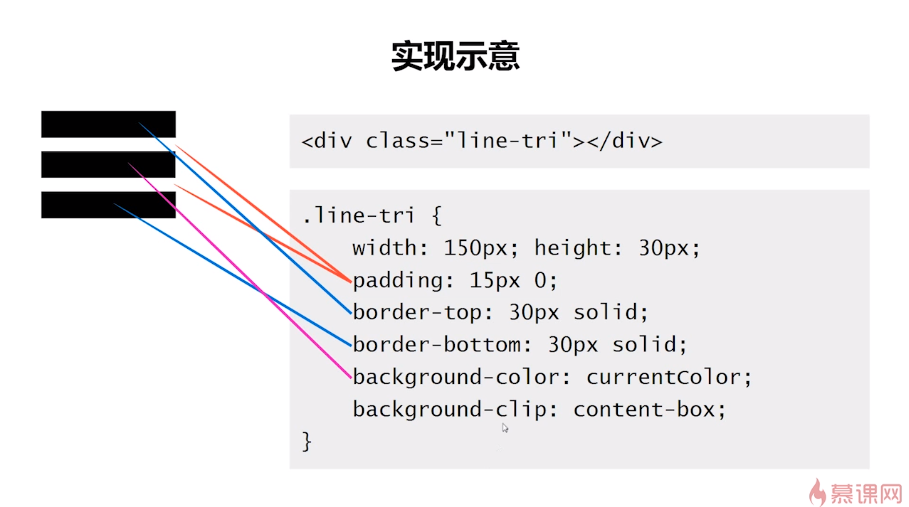 实现示意
<div class="line-tri"></div>
.line-tri {
width: 150px; height: 30px;
padding: 15px 0;
border-top: 30px solid;
border-bottom: 30px solid;
background-color: currentColor;
background-clip: content-box;
}
慕课网